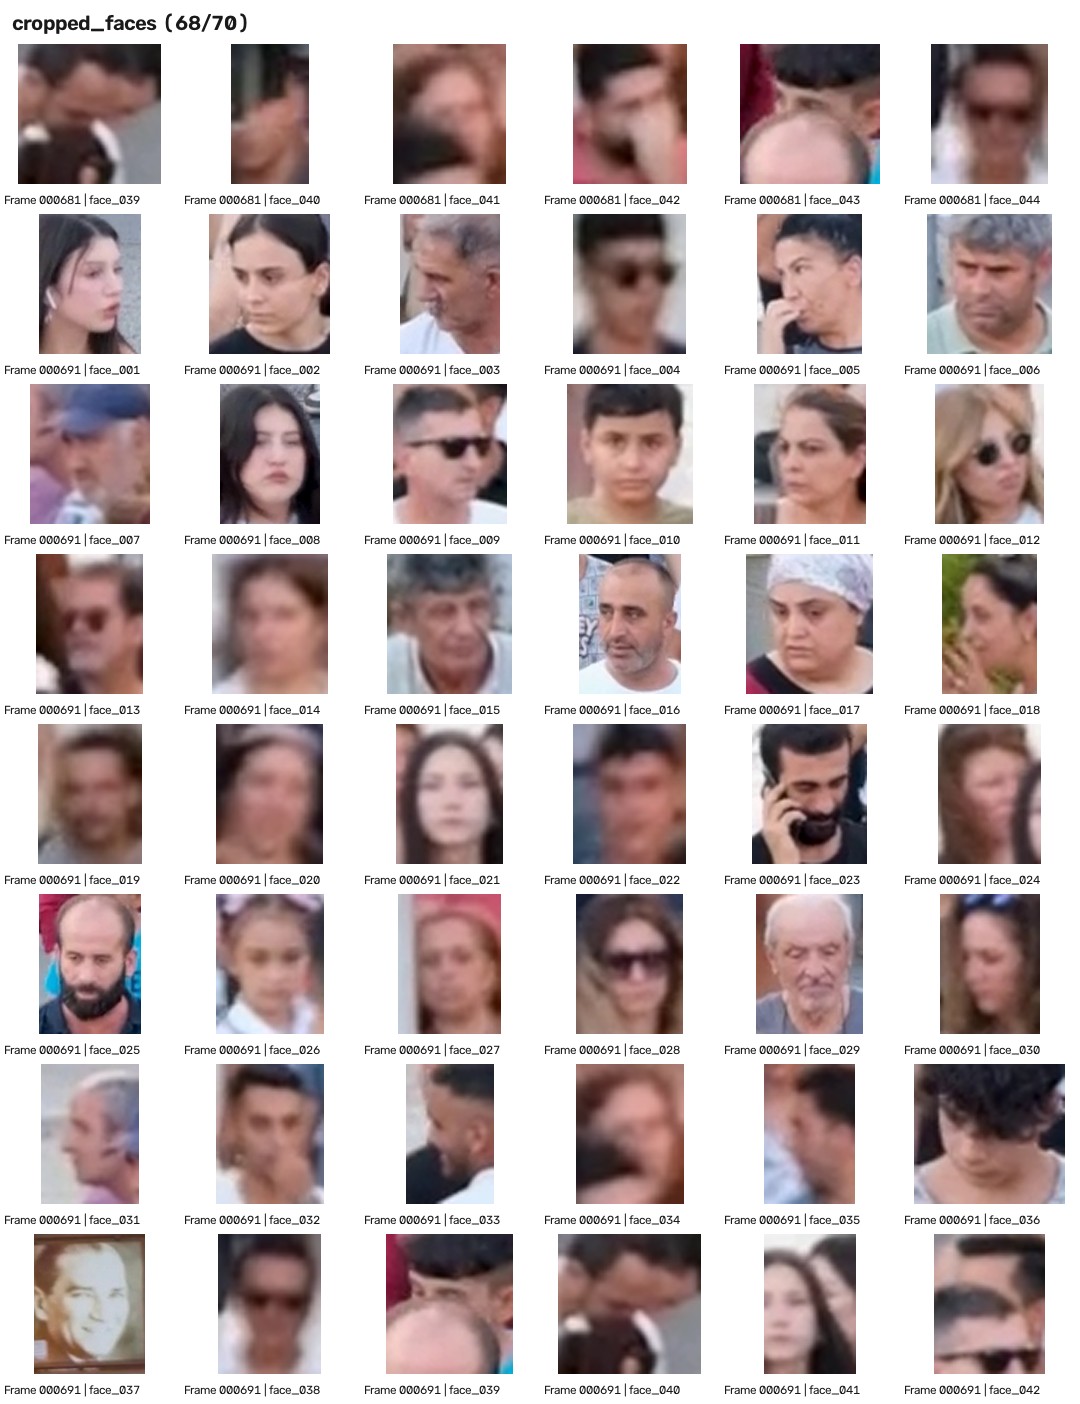 cropped_faces (68/70)
Frame 000681 | face_039 Frame 000681 | face_040 Frame 000681 | face_041 Frame 000681 | face_042 Frame 000681 | face_043 Frame 000681 | face_044
Frame 000691 | face_001 Frame 000691 | face_002 Frame 000691 | face_003 Frame 000691 | face_004 Frame 000691 | face_005 Frame 000691 | face_006
Frame 000691 | face_007 Frame 000691 | face_008 Frame 000691 | face_009 Frame 000691 | face_010 Frame 000691 | face_011 Frame 000691 | face_012
Frame 000691 | face_013 Frame 000691 | face_014 Frame 000691 | face_015 Frame 000691 | face_016 Frame 000691 | face_017 Frame 000691 | face_018
Frame 000691 | face_019 Frame 000691 | face_020 Frame 000691 | face_021 Frame 000691 | face_022 Frame 000691 | face_023 Frame 000691 | face_024
Frame 000691 | face_025 Frame 000691 | face_026 Frame 000691 | face_027 Frame 000691 | face_028 Frame 000691 | face_029 Frame 000691 | face_030
Frame 000691 | face_031 Frame 000691 | face_032 Frame 000691 | face_033 Frame 000691 | face_034 Frame 000691 | face_035 Frame 000691 | face_036
Frame 000691 | face_037 Frame 000691 | face_038 Frame 000691 | face_039 Frame 000691 | face_040 Frame 000691 | face_041 Frame 000691 | face_042